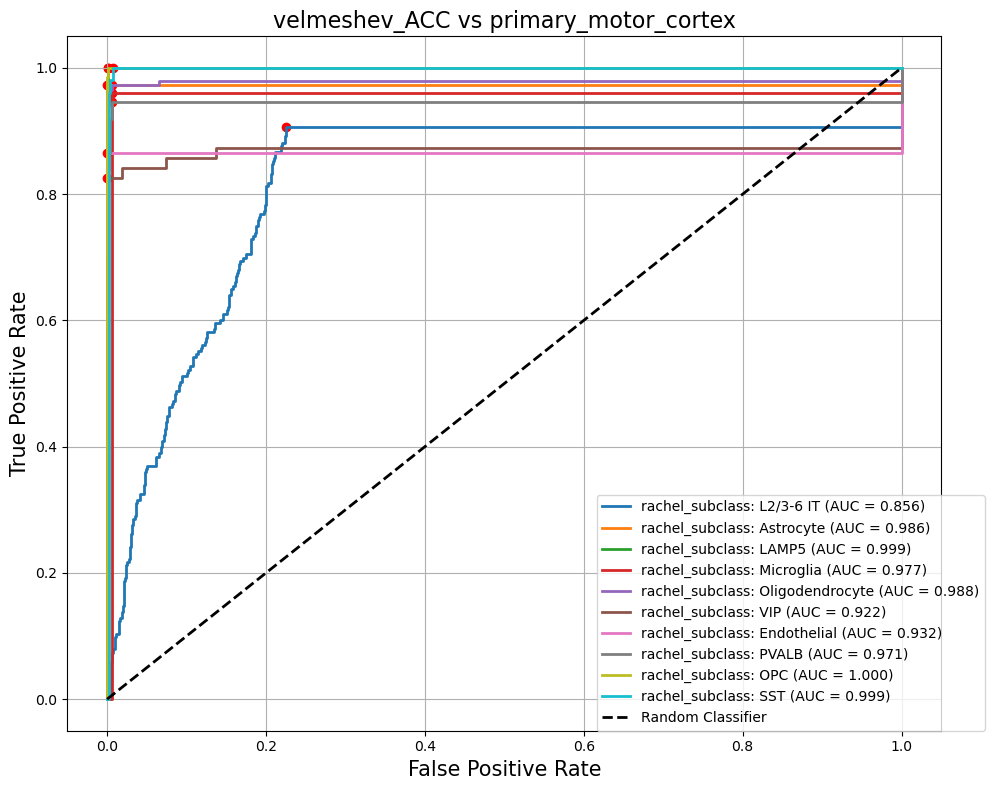 velmeshev_ACC vs primary_motor_cortex
True Positive Rate
1.0
0.8
0.6
0.4
0.2
0.0
0.0
0.2
0.4
0.6
0.8
1.0
False Positive Rate
rachel_subclass: L2/3-6 IT (AUC = 0.856)
rachel_subclass: Astrocyte (AUC = 0.986)
rachel_subclass: LAMP5 (AUC = 0.999)
rachel_subclass: Microglia (AUC = 0.977)
rachel_subclass: Oligodendrocyte (AUC = 0.988)
rachel_subclass: VIP (AUC = 0.922)
rachel_subclass: Endothelial (AUC = 0.932)
rachel_subclass: PVALB (AUC = 0.971)
rachel_subclass: OPC (AUC = 1.000)
rachel_subclass: SST (AUC = 0.999)
Random Classifier